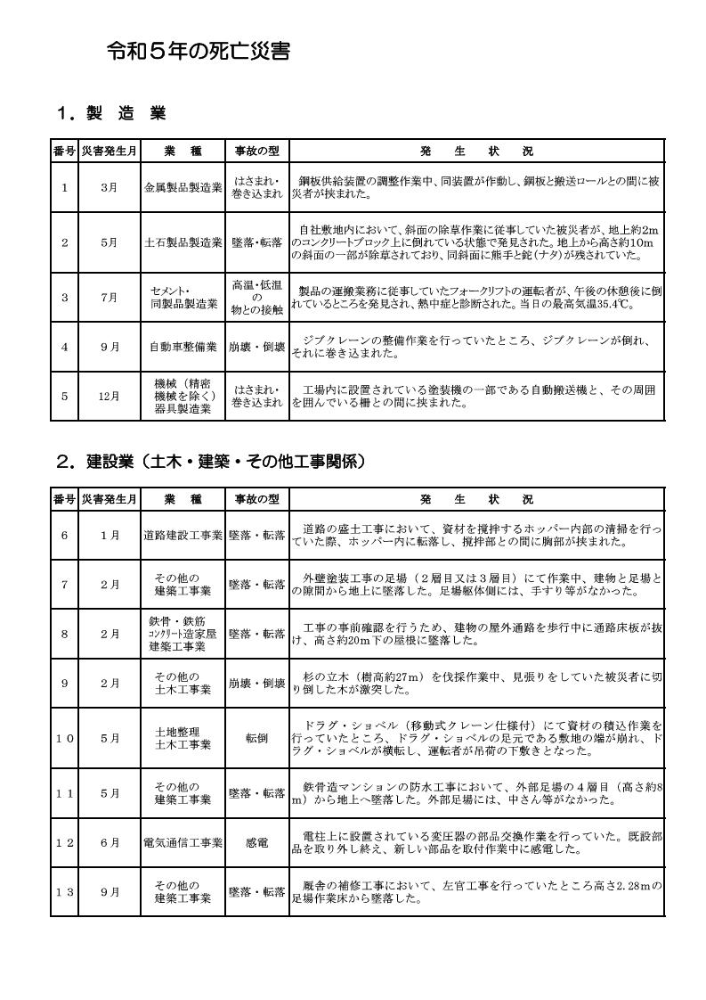 令和５年の死亡災害
１．製　造　業
番号 災害発生月 業　種 事故の型 発　生　状　況
1 3月 金属製品製造業 はさまれ・
巻き込まれ
鋼板供給装置の調整作業中、同装置が作動し、鋼板と搬送ロールとの間に被
災者が挟まれた。
2 5月 土石製品製造業 墜落・転落
自社敷地内において、斜面の除草作業に従事していた被災者が、地上約2m
のコンクリートブロック上に倒れている状態で発見された。地上から高さ約10m
の斜面の一部が除草されており、同斜面に熊手と鉈（ナタ）が残されていた。
3 7月 セメント・
同製品製造業
高温・低温
の
物との接触
製品の運搬業務に従事していたフォークリフトの運転者が、午後の休憩後に倒
れているところを発見され、熱中症と診断された。当日の最高気温35.4℃。
4 ９月 自動車整備業 崩壊・倒壊
ジブクレーンの整備作業を行っていたところ、ジブクレーンが倒れ、
それに巻き込まれた。
5 12月 機械（精密
機械を除く）
器具製造業
はさまれ・
巻き込まれ
工場内に設置されている塗装機の一部である自動搬送機と、その周囲
を囲んでいる柵との間に挟まれた。
２．建設業（土木・建築・その他工事関係）
番号 災害発生月 業　種 事故の型 発　生　状　況
６ １月 道路建設工事業 墜落・転落
道路の盛土工事において、資材を撹拌するホッパー内部の清掃を行っ
ていた際、ホッパー内に転落し、撹拌部との間に胸部が挟まれた。
７ ２月 その他の
建築工事業
墜落・転落
外壁塗装工事の足場（２層目又は３層目）にて作業中、建物と足場と
の隙間から地上に墜落した。足場躯体側には、手すり等がなかった。
８ ２月 鉄骨・鉄筋
ｺﾝｸﾘｰﾄ造家屋
建築工事業
墜落・転落
工事の事前確認を行うため、建物の屋外通路を歩行中に通路床板が抜
け、高さ約20ｍ下の屋根に墜落した。
９ ２月 その他の
土木工事業
崩壊・倒壊
杉の立木（樹高約27ｍ）を伐採作業中、見張りをしていた被災者に切
り倒した木が激突した。
１０ ５月 土地整理
土木工事業
転倒
ドラグ・ショベル（移動式クレーン仕様付）にて資材の積込作業を
行っていたところ、ドラグ・ショベルの足元である敷地の端が崩れ、ド
ラグ・ショベルが横転し、運転者が吊荷の下敷きとなった。
１１ ５月 その他の
建築工事業
墜落・転落
鉄骨造マンションの防水工事において、外部足場の４層目（高さ約8
ｍ）から地上へ墜落した。外部足場には、中さん等がなかった。
１２ ６月 電気通信工事業 感電
電柱上に設置されている変圧器の部品交換作業を行っていた。既設部
品を取り外し終え、新しい部品を取付作業中に感電した。
１３ ９月 その他の
建築工事業
墜落・転落
厩舎の補修工事において、左官工事を行っていたところ高さ2.28ｍの
足場作業床から墜落した。